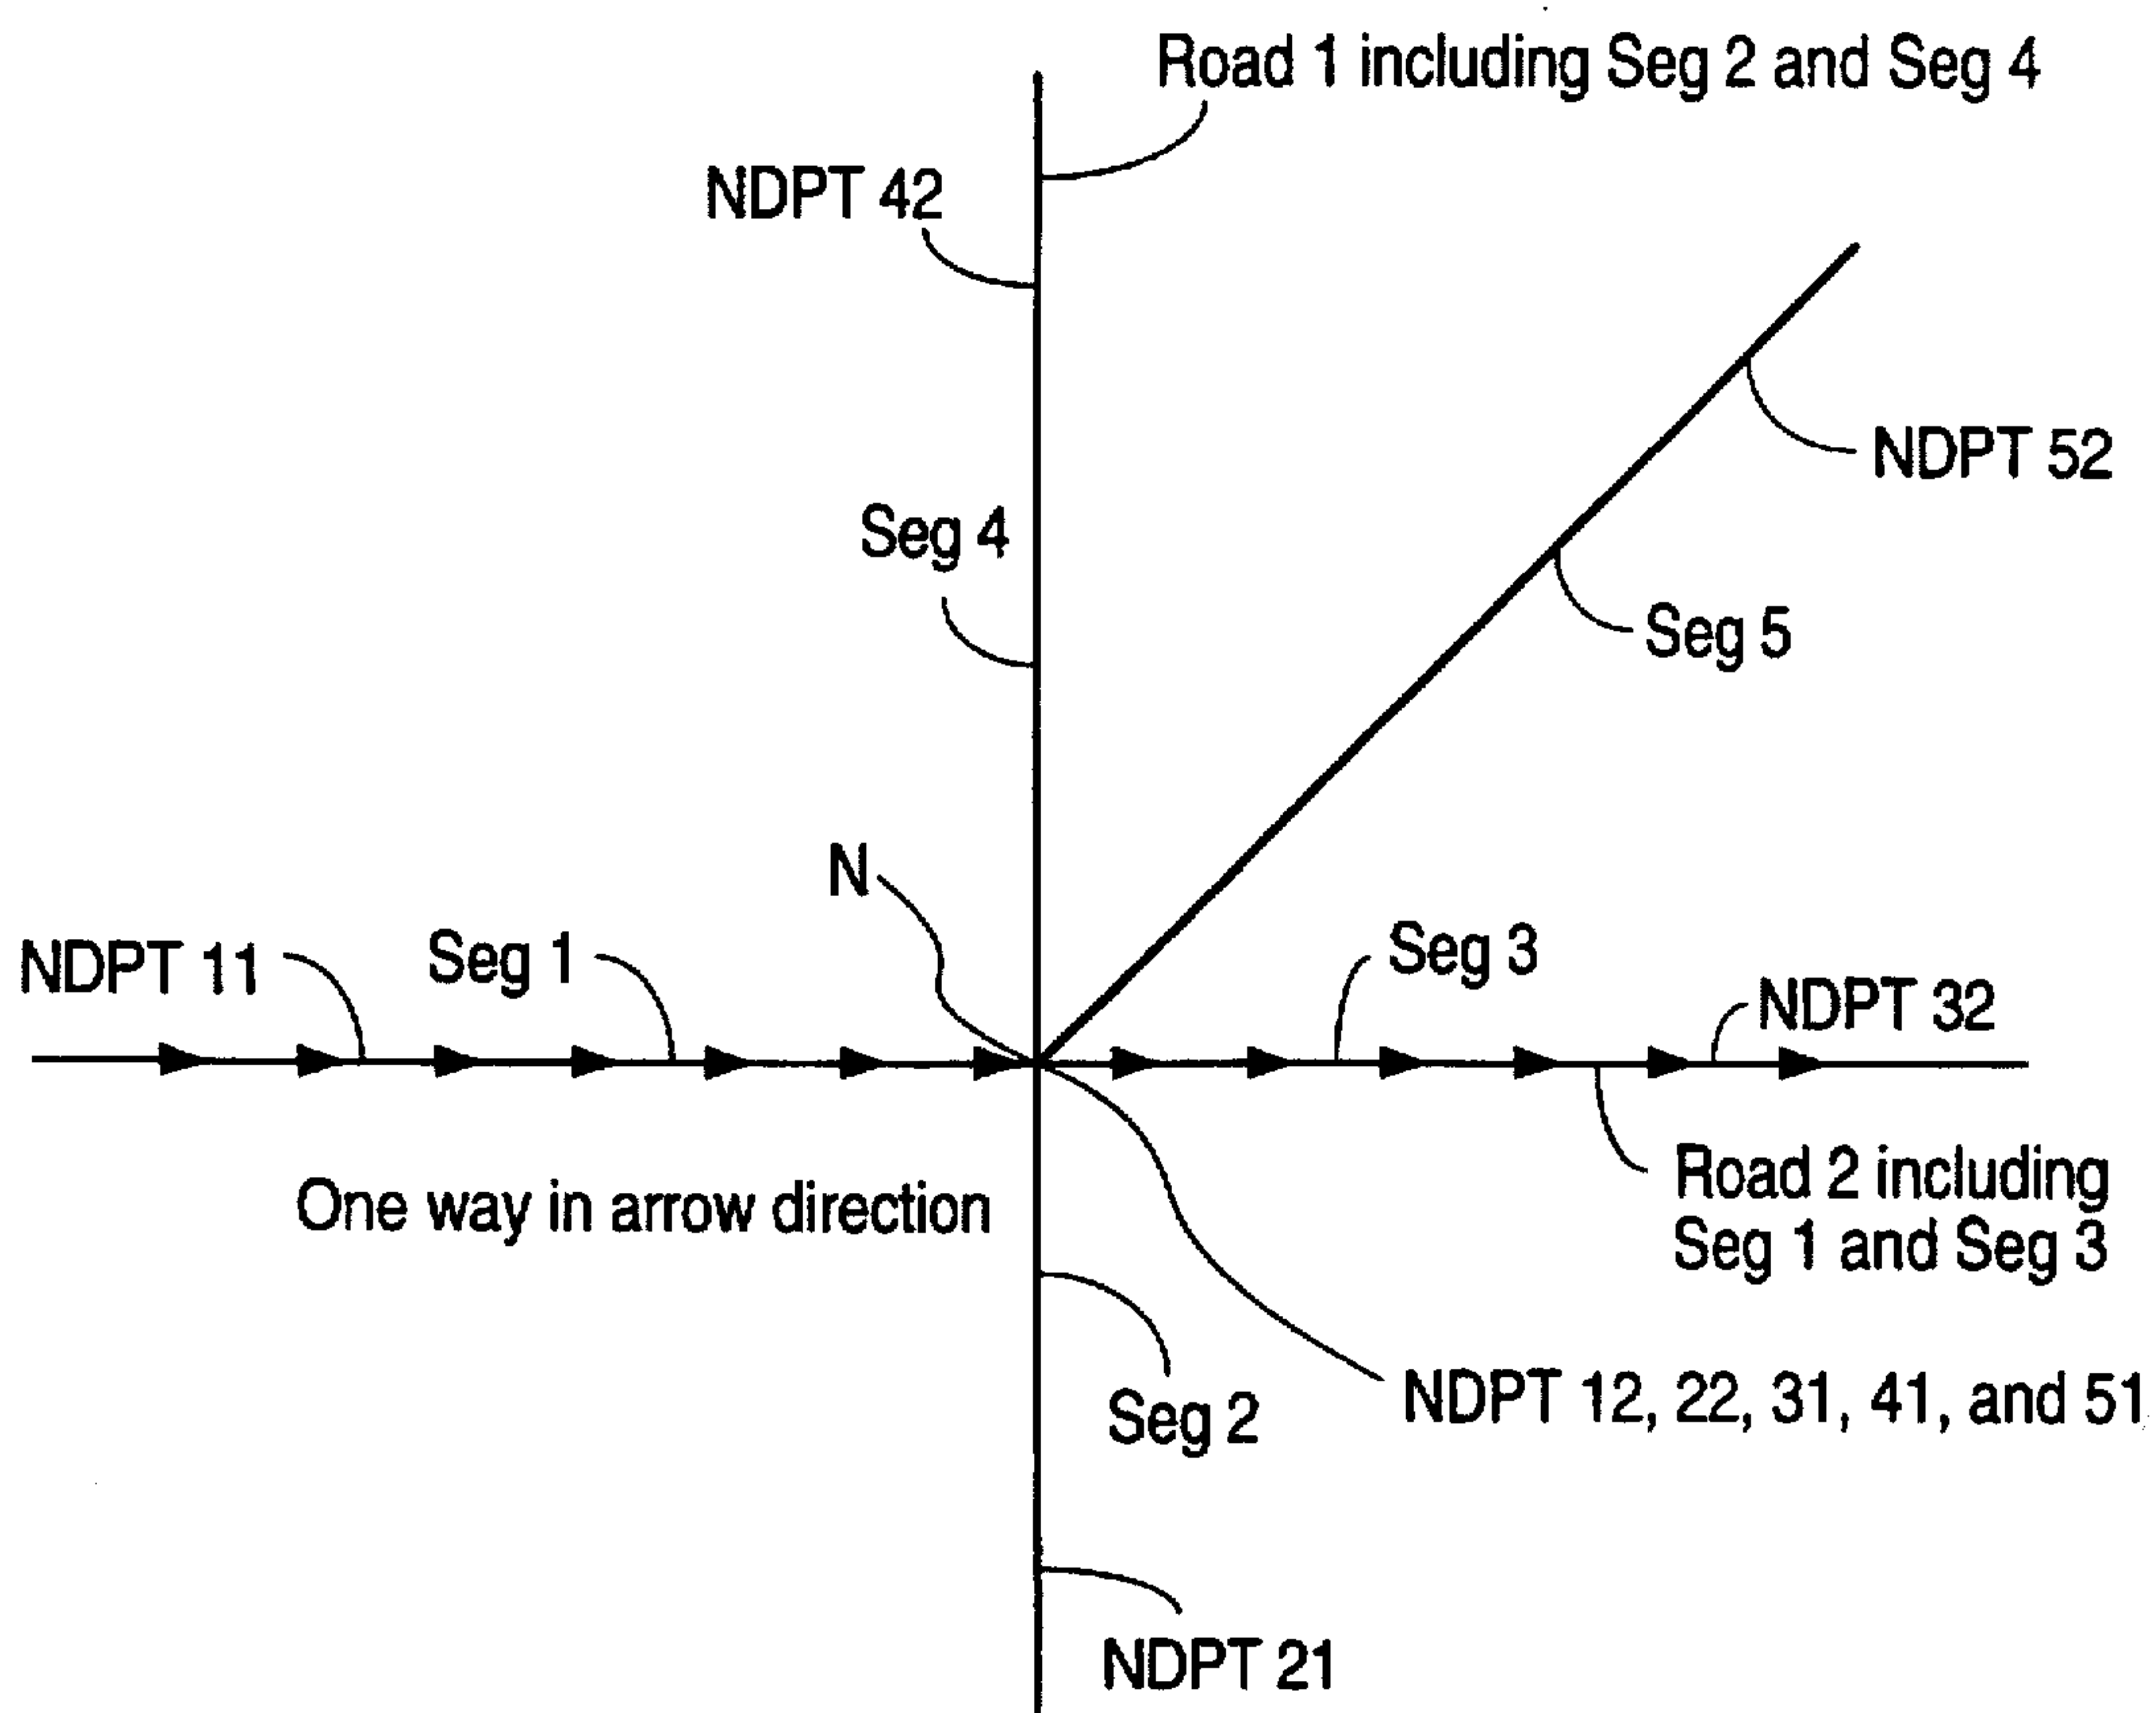 Road 1 including Seg 2 and Seg 4
NDPT 42
NDPT 52
Seg 4
Seg 5
N
Seg 3
NDPT 11
Seg 1
NDPT 32
Road 2 including
Seg 1 and Seg 3
One way in arrow direction
NDPT 12, 22, 31, 41, and 51
Seg 2
NDPT 21